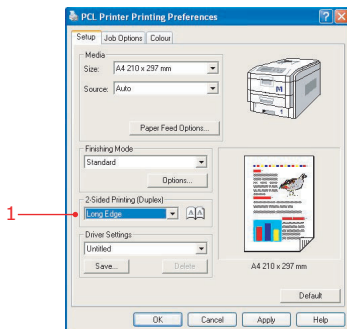 PCL Printer Printing Preferences
Setup Job Options Colour
Media
Size: A4 210 x 297 mm
Source: Auto
Paper Feed Options...
Finishing Mode
Standard
Options...
2-Sided Printing (Duplex)
1
Long Edge
Driver Settings
Untitled
Save... Delete
A4 210 x 297 mm
Default
OK Cancel Apply Help